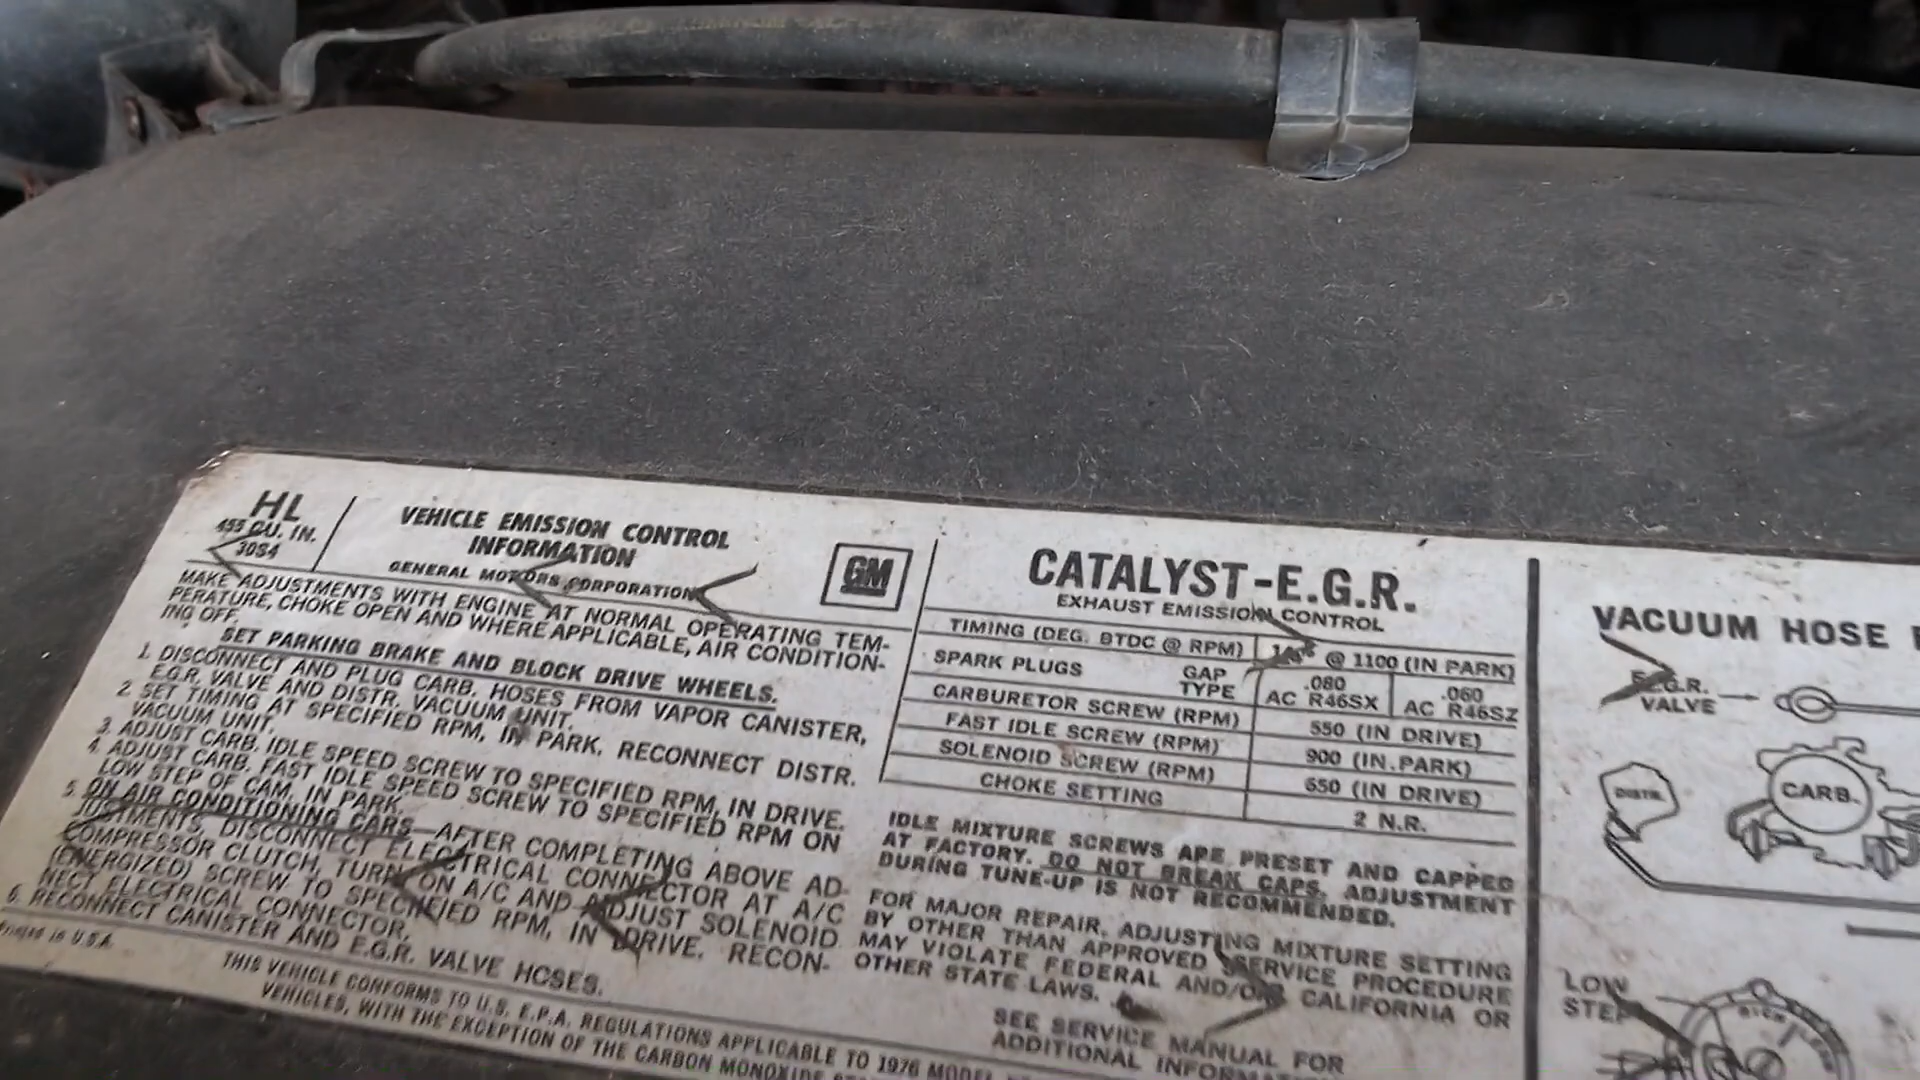 HL
455 CU. IN.
30S4
VEHICLE EMISSION CONTROL
INFORMATION
GENERAL MOTORS CORPORATION
GM
MAKE ADJUSTMENTS WITH ENGINE AT NORMAL OPERATING TEM-
PERATURE, CHOKE OPEN AND WHERE APPLICABLE, AIR CONDITION-
ING OFF.
SET PARKING BRAKE AND BLOCK DRIVE WHEELS.
1. DISCONNECT AND PLUG CARB. HOSES FROM VAPOR CANISTER,
E.G.R. VALVE AND DISTR. VACUUM UNIT.
2. SET TIMING AT SPECIFIED RPM, IN PARK. RECONNECT DISTR.
VACUUM UNIT.
3. ADJUST CARB. IDLE SPEED SCREW TO SPECIFIED RPM, IN DRIVE.
4. ADJUST CARB. FAST IDLE SPEED SCREW TO SPECIFIED RPM ON
LOW STEP OF CAM, IN PARK.
5. ON AIR CONDITIONING CARS—AFTER COMPLETING ABOVE AD-
JUSTMENTS, DISCONNECT ELECTRICAL CONNECTOR AT A/C
COMPRESSOR CLUTCH, TURN ON A/C AND ADJUST SOLENOID
(ENERGIZED) SCREW TO SPECIFIED RPM, IN DRIVE. RECON-
NECT ELECTRICAL CONNECTOR.
6. RECONNECT CANISTER AND E.G.R. VALVE HOSES.
Printed in U.S.A.
THIS VEHICLE CONFORMS TO U.S. E.P.A. REGULATIONS APPLICABLE TO 1976 MODEL
VEHICLES, WITH THE EXCEPTION OF THE CARBON MONOXIDE
CATALYST-E.G.R.
EXHAUST EMISSION CONTROL
TIMING (DEG. BTDC @ RPM) @ 1100 (IN PARK)
SPARK PLUGS GAP .080 .060
TYPE AC R46SX AC R46SZ
CARBURETOR SCREW (RPM) 550 (IN DRIVE)
FAST IDLE SCREW (RPM) 900 (IN PARK)
SOLENOID SCREW (RPM) 650 (IN DRIVE)
CHOKE SETTING 2 N.R.
IDLE MIXTURE SCREWS ARE PRESET AND CAPPED
AT FACTORY. DO NOT BREAK CAPS. ADJUSTMENT
DURING TUNE-UP IS NOT RECOMMENDED.
FOR MAJOR REPAIR, ADJUSTING MIXTURE SETTING
BY OTHER THAN APPROVED SERVICE PROCEDURE
MAY VIOLATE FEDERAL AND/OR CALIFORNIA OR
OTHER STATE LAWS.
SEE SERVICE MANUAL FOR
ADDITIONAL INFORMATION
VACUUM HOSE
E.G.R.
VALVE
DISTR.
CARB.
LOW
STEP
RICH